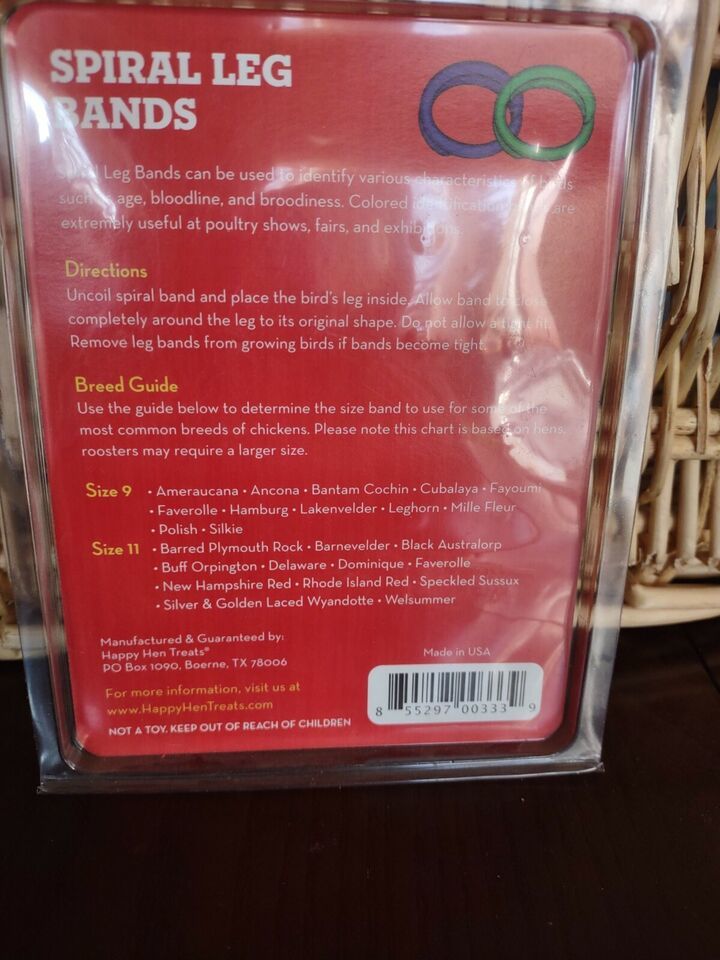 SPIRAL LEG
BANDS
Spiral Leg Bands can be used to identify various characteristics of birds
such as age, bloodline, and broodiness. Colored identification are
extremely useful at poultry shows, fairs, and exhibitions.
Directions
Uncoil spiral band and place the bird's leg inside. Allow band to close
completely around the leg to its original shape. Do not allow a tight fit.
Remove leg bands from growing birds if bands become tight.
Breed Guide
Use the guide below to determine the size band to use for some of the
most common breeds of chickens. Please note this chart is based on hens,
roosters may require a larger size.
Size 9 • Ameraucana • Ancona • Bantam Cochin • Cubalaya • Fayoumi
• Faverolle • Hamburg • Lakenvelder • Leghorn • Mille Fleur
• Polish • Silkie
Size 11 • Barred Plymouth Rock • Barnevelder • Black Australorp
• Buff Orpington • Delaware • Dominique • Faverolle
• New Hampshire Red • Rhode Island Red • Speckled Sussux
• Silver & Golden Laced Wyandotte • Welsummer
Manufactured & Guaranteed by:
Happy Hen Treats®
PO Box 1090, Boerne, TX 78006
For more information, visit us at
www.HappyHenTreats.com
NOT A TOY. KEEP OUT OF REACH OF CHILDREN
Made in USA
8 55297 00333 9